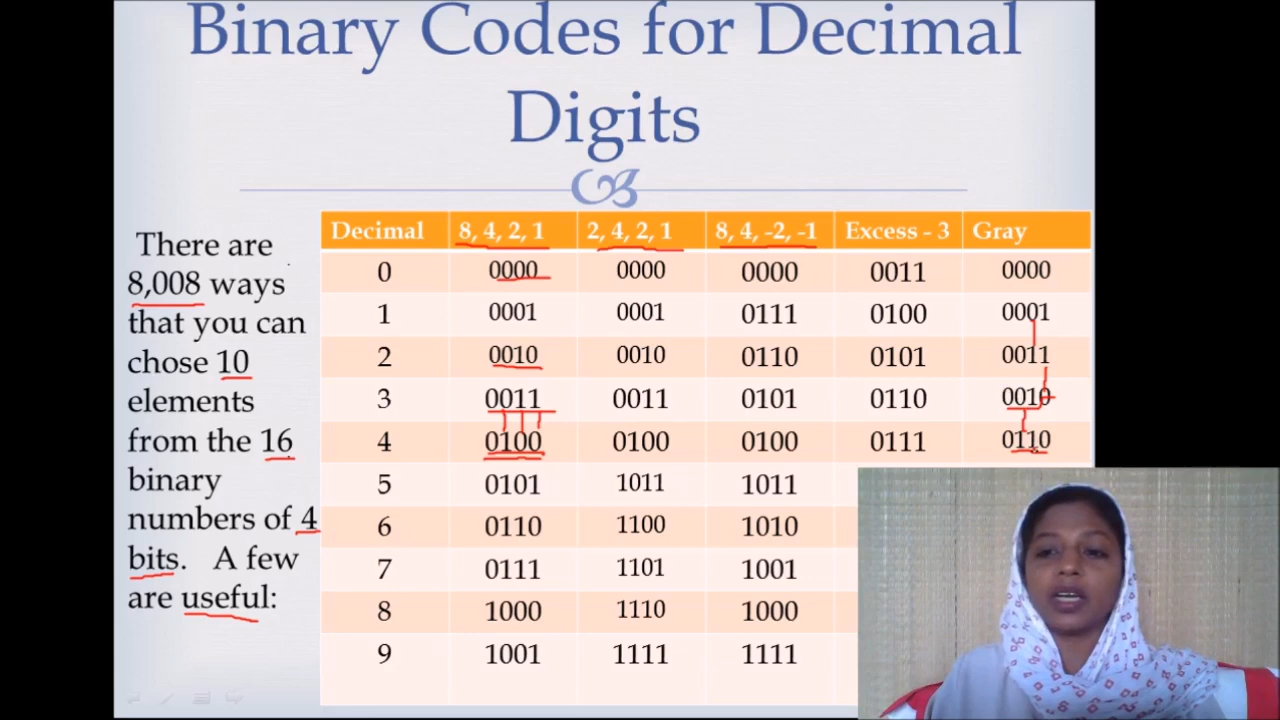 Binary Codes for Decimal
Digits
There are
8,008 ways
that you can
chose 10
elements
from the 16
binary
numbers of 4
bits. A few
are useful:
Decimal 8, 4, 2, 1 2, 4, 2, 1 8, 4, -2, -1 Excess - 3 Gray
0 0000 0000 0000 0011 0000
1 0001 0001 0111 0100 0001
2 0010 0010 0110 0101 0011
3 0011 0011 0101 0110 0010
4 0100 0100 0100 0111 0110
5 0101 1011 1011
6 0110 1100 1010
7 0111 1101 1001
8 1000 1110 1000
9 1001 1111 1111